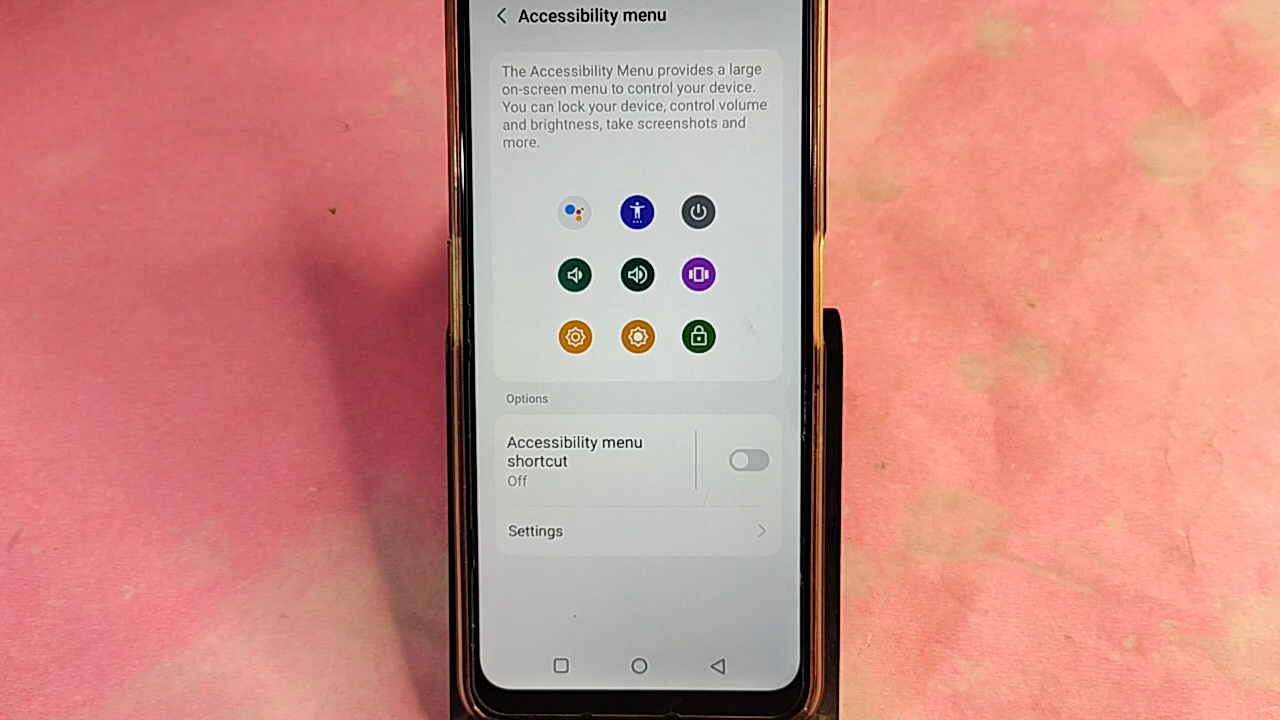 Accessibility menu
The Accessibility Menu provides a large
on-screen menu to control your device.
You can lock your device, control volume
and brightness, take screenshots and
more.
Options
Accessibility menu
shortcut
Off
Settings